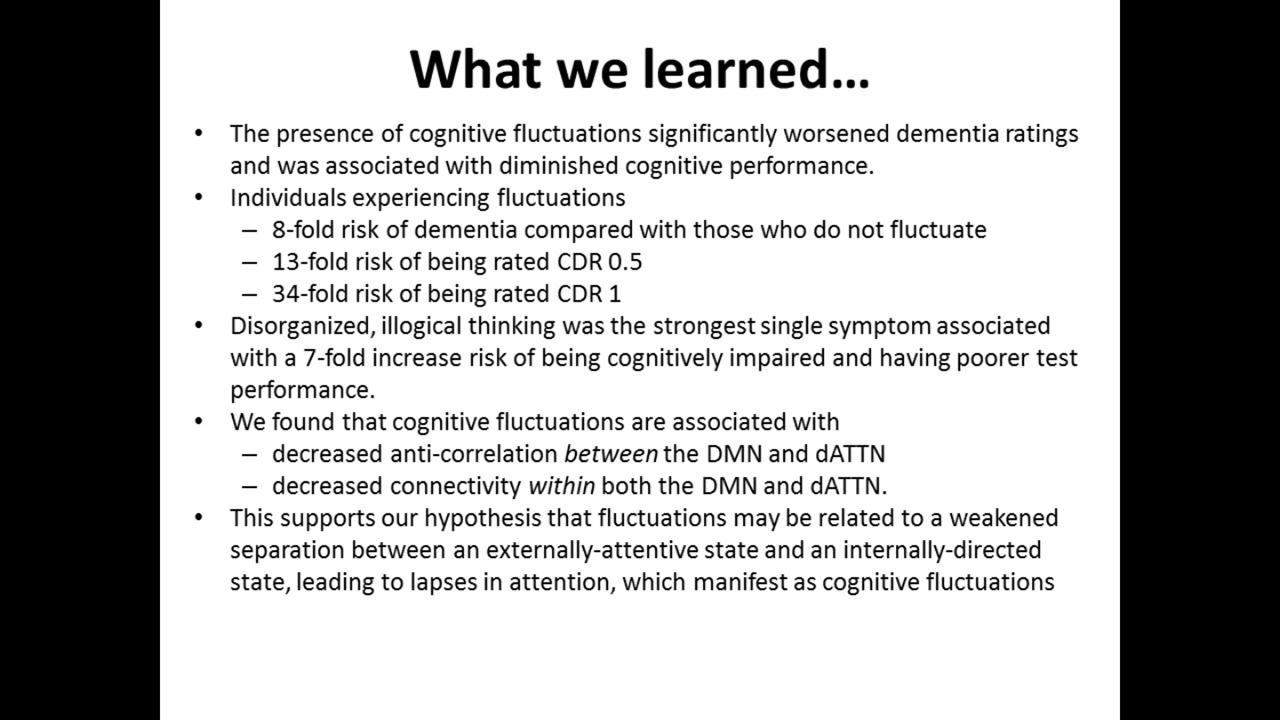 What we learned...
• The presence of cognitive fluctuations significantly worsened dementia ratings
and was associated with diminished cognitive performance.
• Individuals experiencing fluctuations
– 8-fold risk of dementia compared with those who do not fluctuate
– 13-fold risk of being rated CDR 0.5
– 34-fold risk of being rated CDR 1
• Disorganized, illogical thinking was the strongest single symptom associated
with a 7-fold increase risk of being cognitively impaired and having poorer test
performance.
• We found that cognitive fluctuations are associated with
– decreased anti-correlation between the DMN and dATTN
– decreased connectivity within both the DMN and dATTN.
• This supports our hypothesis that fluctuations may be related to a weakened
separation between an externally-attentive state and an internally-directed
state, leading to lapses in attention, which manifest as cognitive fluctuations